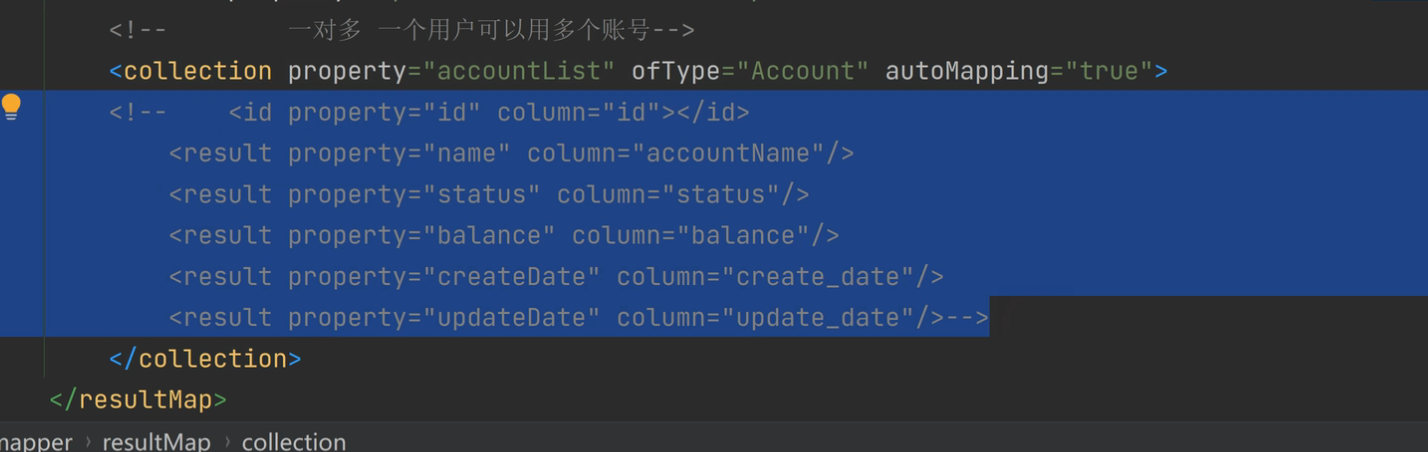 <!-- 一对多 一个用户可以用多个账号-->
<collection property="accountList" ofType="Account" autoMapping="true">
<!-- <id property="id" column="id"></id>
<result property="name" column="accountName"/>
<result property="status" column="status"/>
<result property="balance" column="balance"/>
<result property="createDate" column="create_date"/>
<result property="updateDate" column="update_date"/>-->
</collection>
</resultMap>
mapper › resultMap › collection